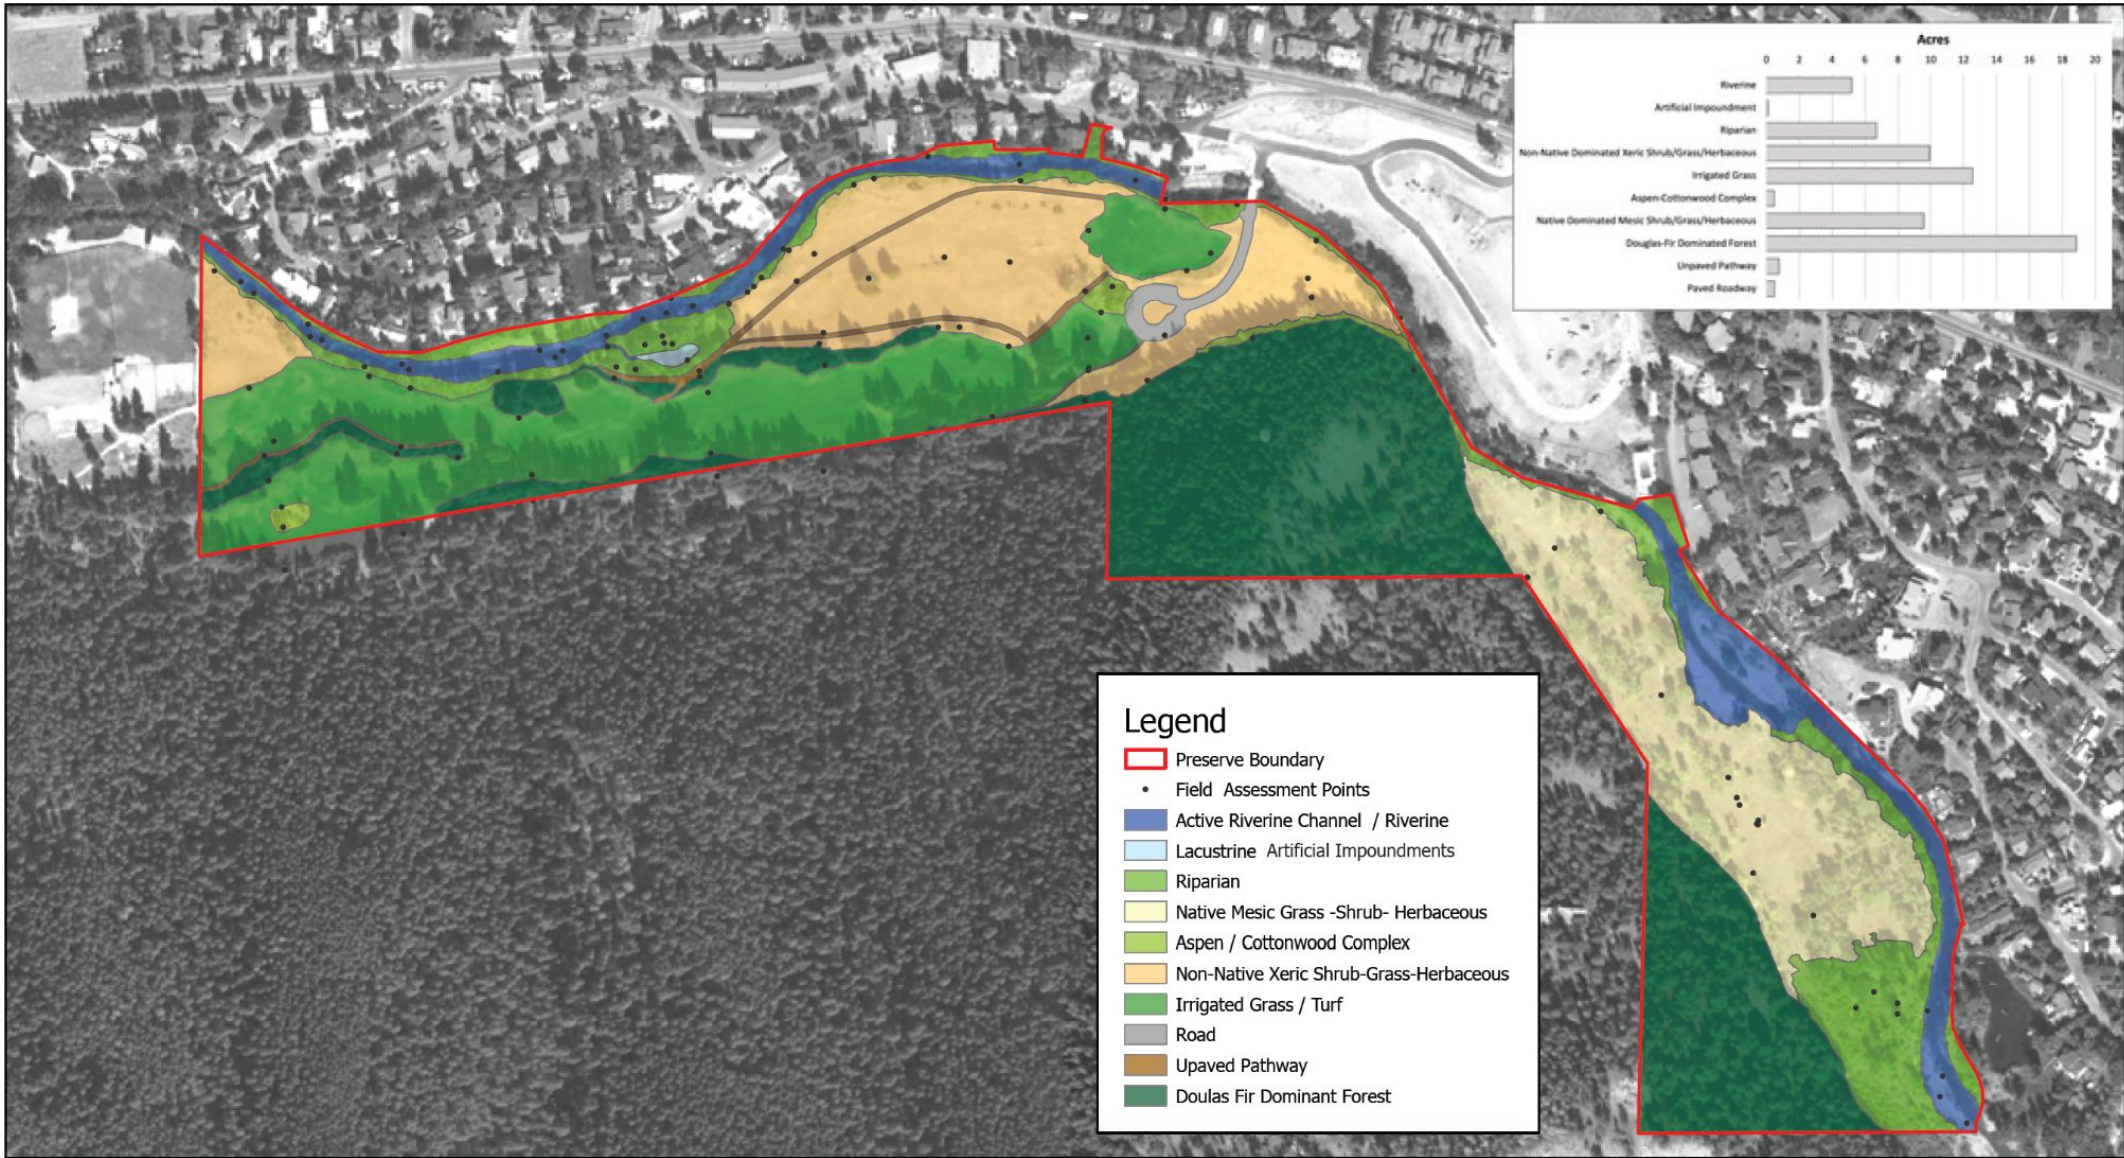 Acres
0 2 4 6 8 10 12 14 16 18 20
Riverine
Artificial Impoundment
Riparian
Non-Native Dominated Xeric Shrub/Grass/Herbaceous
Irrigated Grass
Aspen-Cottonwood Complex
Native Dominated Mesic Shrub/Grass/Herbaceous
Douglas-Fir Dominated Forest
Unpaved Pathway
Paved Roadway
Legend
Preserve Boundary
Field Assessment Points
Active Riverine Channel / Riverine
Lacustrine Artificial Impoundments
Riparian
Native Mesic Grass -Shrub- Herbaceous
Aspen / Cottonwood Complex
Non-Native Xeric Shrub-Grass-Herbaceous
Irrigated Grass / Turf
Road
Upaved Pathway
Doulas Fir Dominant Forest